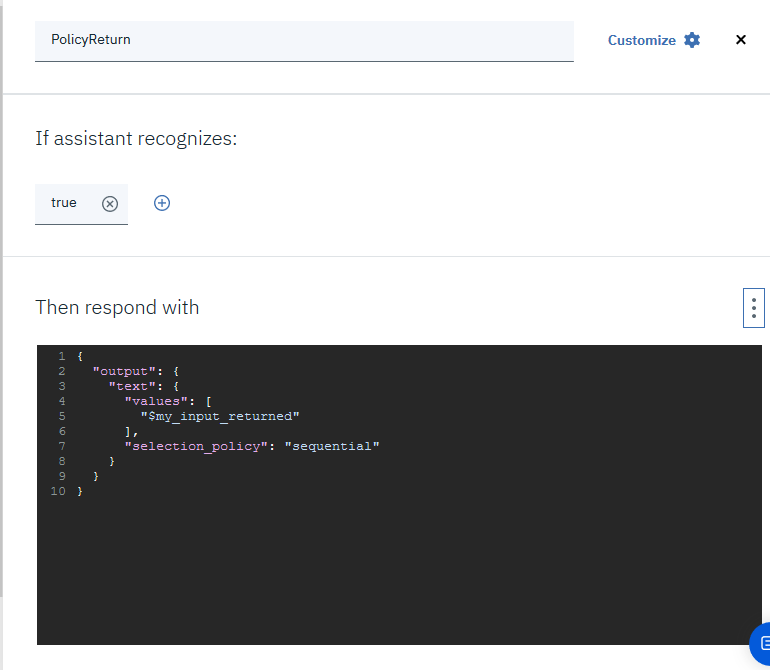 PolicyReturn
Customize
If assistant recognizes:
true
Then respond with
1 {
2   "output": {
3     "text": {
4       "values": [
5         "$my_input_returned"
6       ],
7       "selection_policy": "sequential"
8     }
9   }
10 }